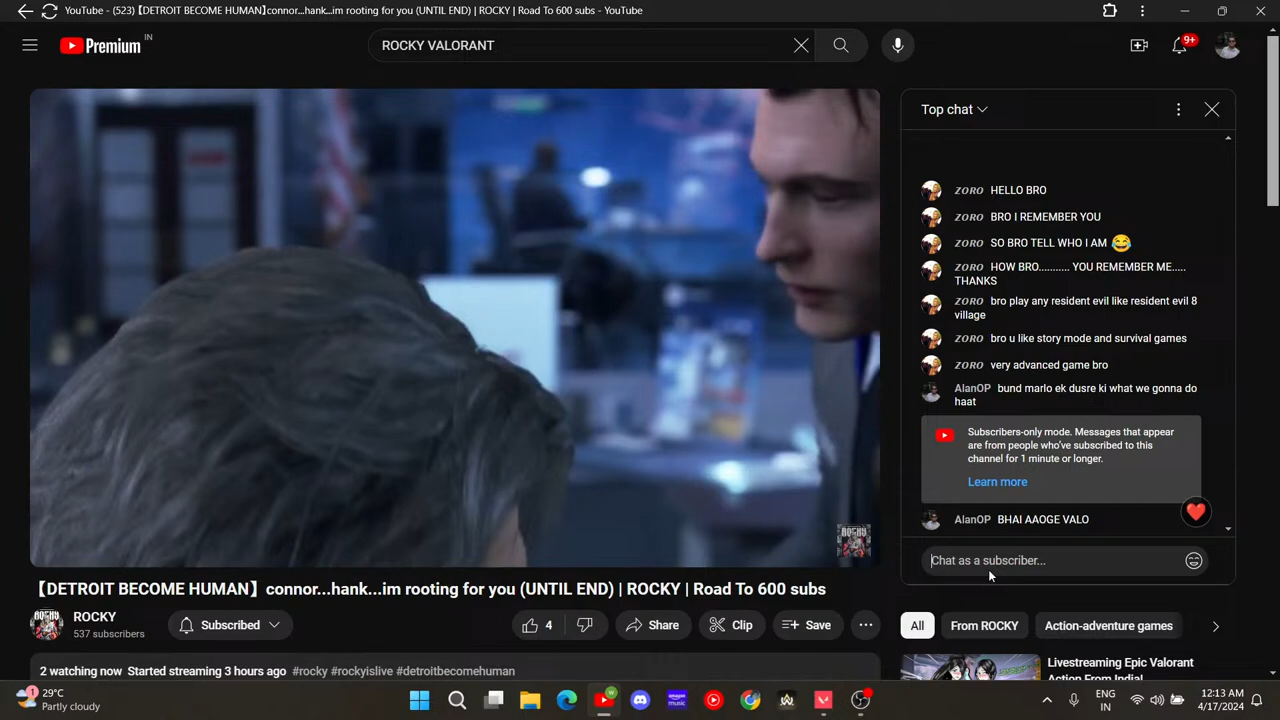 YouTube - (523) 【DETROIT BECOME HUMAN】connor...hank...im rooting for you (UNTIL END) | ROCKY | Road To 600 subs - YouTube
Premium IN
ROCKY VALORANT
9+
Top chat
ZORO HELLO BRO
ZORO BRO I REMEMBER YOU
ZORO SO BRO TELL WHO I AM 😂
ZORO HOW BRO........... YOU REMEMBER ME.....
THANKS
ZORO bro play any resident evil like resident evil 8
village
ZORO bro u like story mode and survival games
ZORO very advanced game bro
AlanOP bund marlo ek dusre ki what we gonna do
haat
Subscribers-only mode. Messages that appear
are from people who've subscribed to this
channel for 1 minute or longer.
Learn more
AlanOP BHAI AAOGE VALO
Chat as a subscriber...
ROCKY
【DETROIT BECOME HUMAN】connor...hank...im rooting for you (UNTIL END) | ROCKY | Road To 600 subs
ROCKY
537 subscribers
Subscribed
4
Share
Clip
Save
All
From ROCKY
Action-adventure games
2 watching now Started streaming 3 hours ago #rocky #rockyislive #detroitbecomehuman
Livestreaming Epic Valorant
Action From India!
1
29°C
Partly cloudy
ENG
IN
12:13 AM
4/17/2024